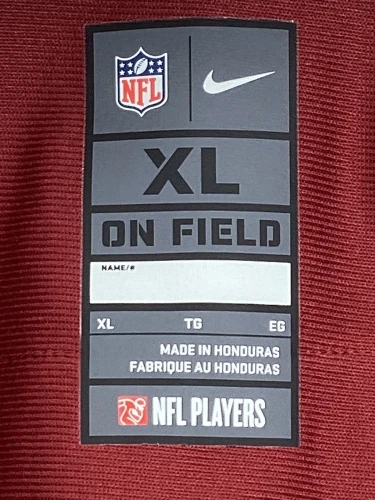 NFL
XL
ON FIELD
NAME/#
XL TG EG
MADE IN HONDURAS
FABRIQUE AU HONDURAS
NFL PLAYERS